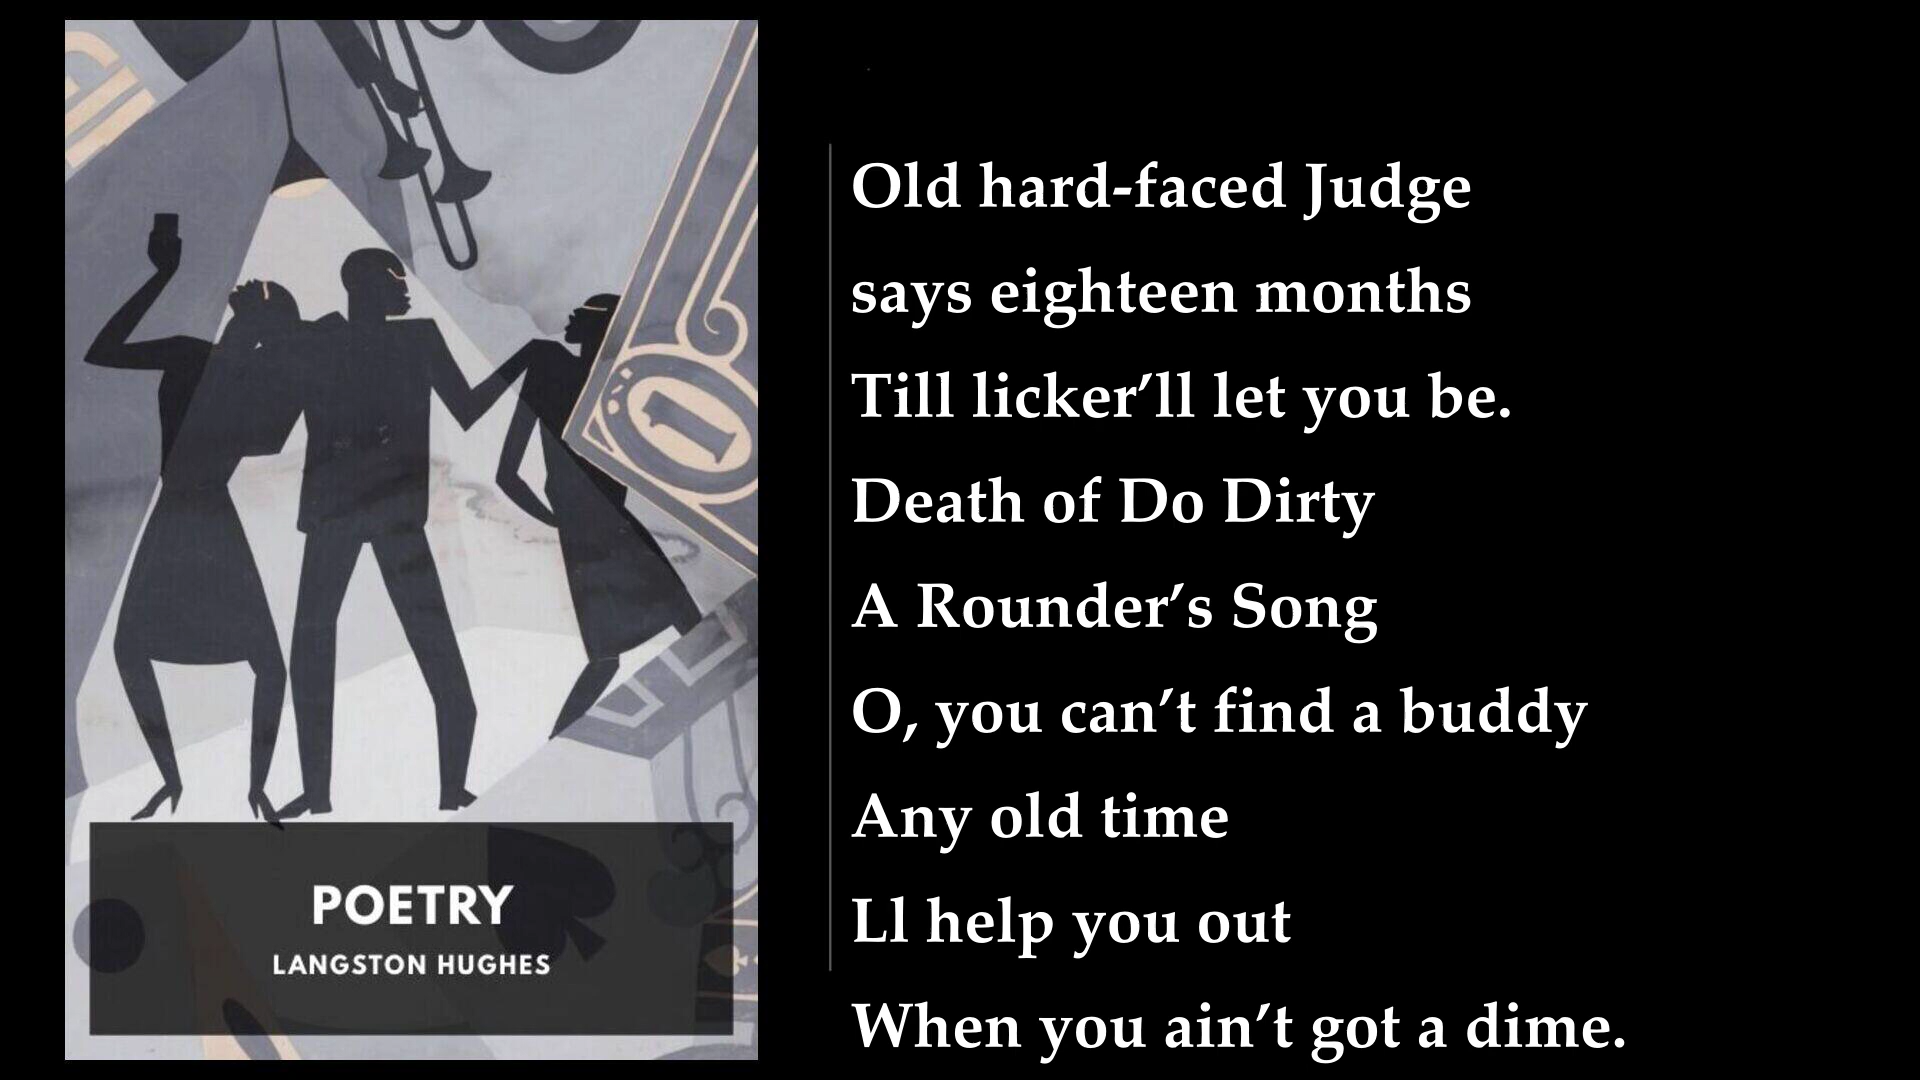 POETRY
LANGSTON HUGHES
Old hard-faced Judge
says eighteen months
Till licker’ll let you be.
Death of Do Dirty
A Rounder’s Song
O, you can’t find a buddy
Any old time
Ll help you out
When you ain’t got a dime.